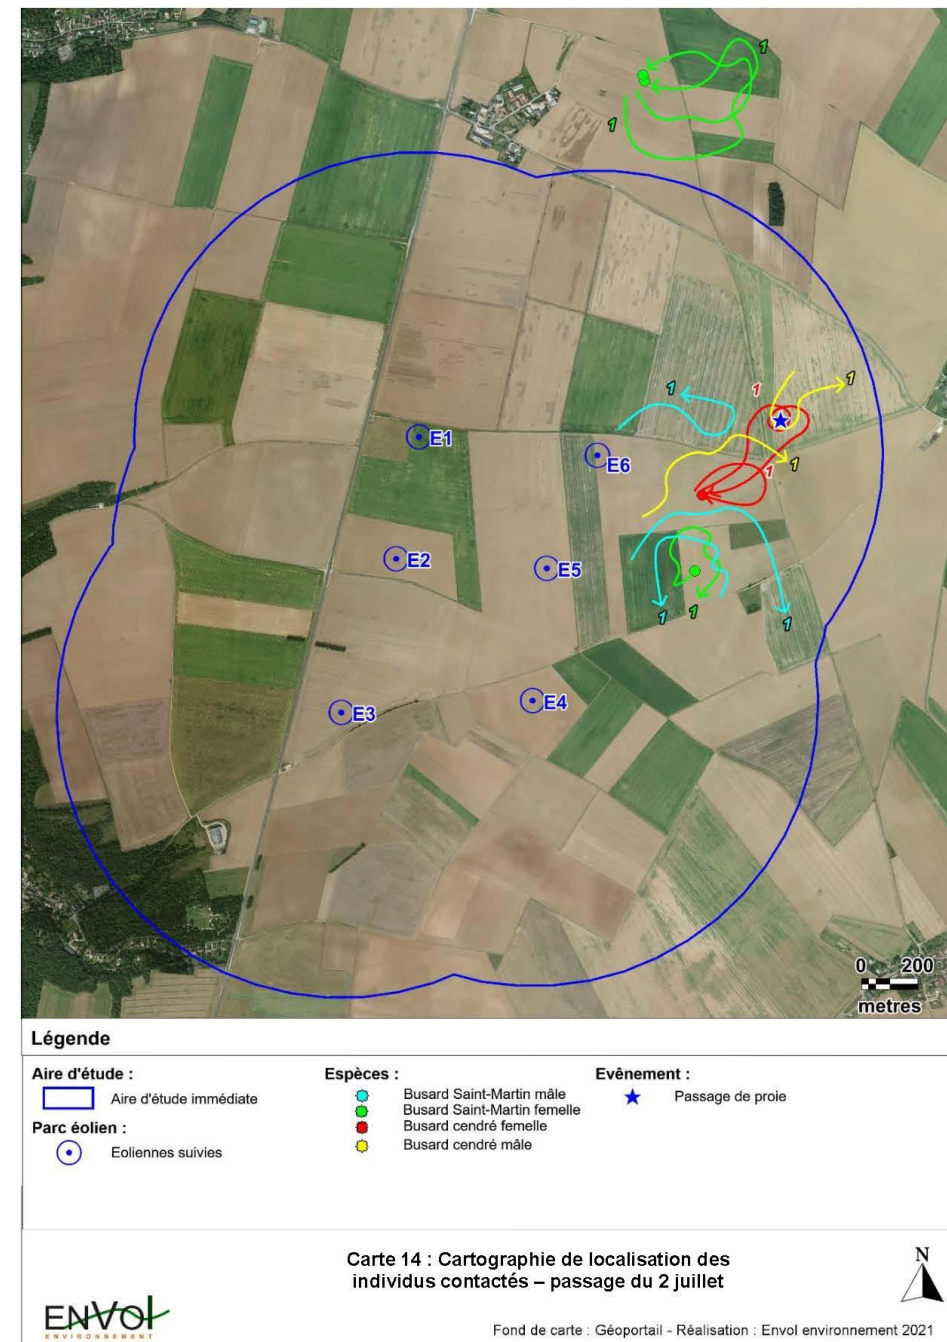 1
1
1
1
1
1
1
1
1
1
E1
E6
E2
E5
E3
E4
0 200
metres
Légende
Aire d'étude :
Aire d'étude immédiate
Parc éolien :
Eoliennes suivies
Espèces :
Busard Saint-Martin mâle
Busard Saint-Martin femelle
Busard cendré femelle
Busard cendré mâle
Evênement :
Passage de proie
Carte 14 : Cartographie de localisation des
individus contactés – passage du 2 juillet
N
ENVOl
ENVIRONNEMENT
Fond de carte : Géoportail - Réalisation : Envol environnement 2021